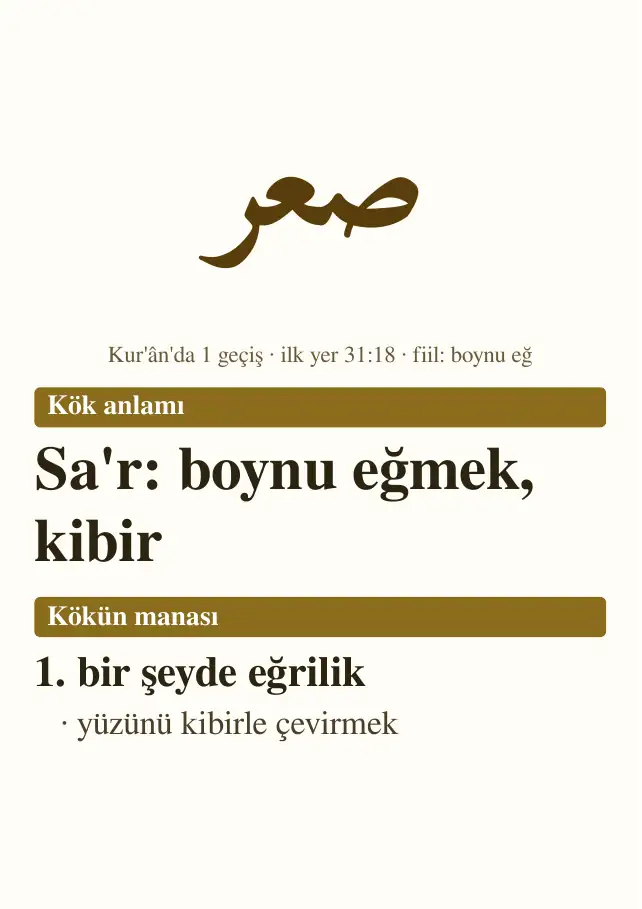 صعر
Kur'ân'da 1 geçiş · ilk yer 31:18 · fiil: boynu eğ
Kök anlamı
Sa'r: boynu eğmek,
kibir
Kökün manası
1. bir şeyde eğrilik
· yüzünü kibirle çevirmek